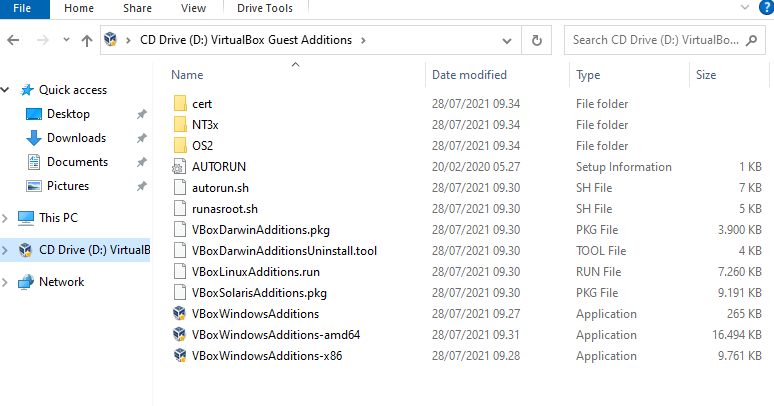 File Home Share View Drive Tools
CD Drive (D:) VirtualBox Guest Additions Search CD Drive (D:) VirtualBo...
Name Date modified Type Size
Quick access
Desktop
Downloads
Documents
Pictures
This PC
CD Drive (D:) VirtualB
Network
cert 28/07/2021 09.34 File folder
NT3x 28/07/2021 09.34 File folder
OS2 28/07/2021 09.34 File folder
AUTORUN 20/02/2020 05.27 Setup Information 1 KB
autorun.sh 28/07/2021 09.30 SH File 7 KB
runasroot.sh 28/07/2021 09.30 SH File 5 KB
VBoxDarwinAdditions.pkg 28/07/2021 09.30 PKG File 3.900 KB
VBoxDarwinAdditionsUninstall.tool 28/07/2021 09.30 TOOL File 4 KB
VBoxLinuxAdditions.run 28/07/2021 09.30 RUN File 7.260 KB
VBoxSolarisAdditions.pkg 28/07/2021 09.30 PKG File 9.191 KB
VBoxWindowsAdditions 28/07/2021 09.27 Application 265 KB
VBoxWindowsAdditions-amd64 28/07/2021 09.31 Application 16.494 KB
VBoxWindowsAdditions-x86 28/07/2021 09.28 Application 9.761 KB